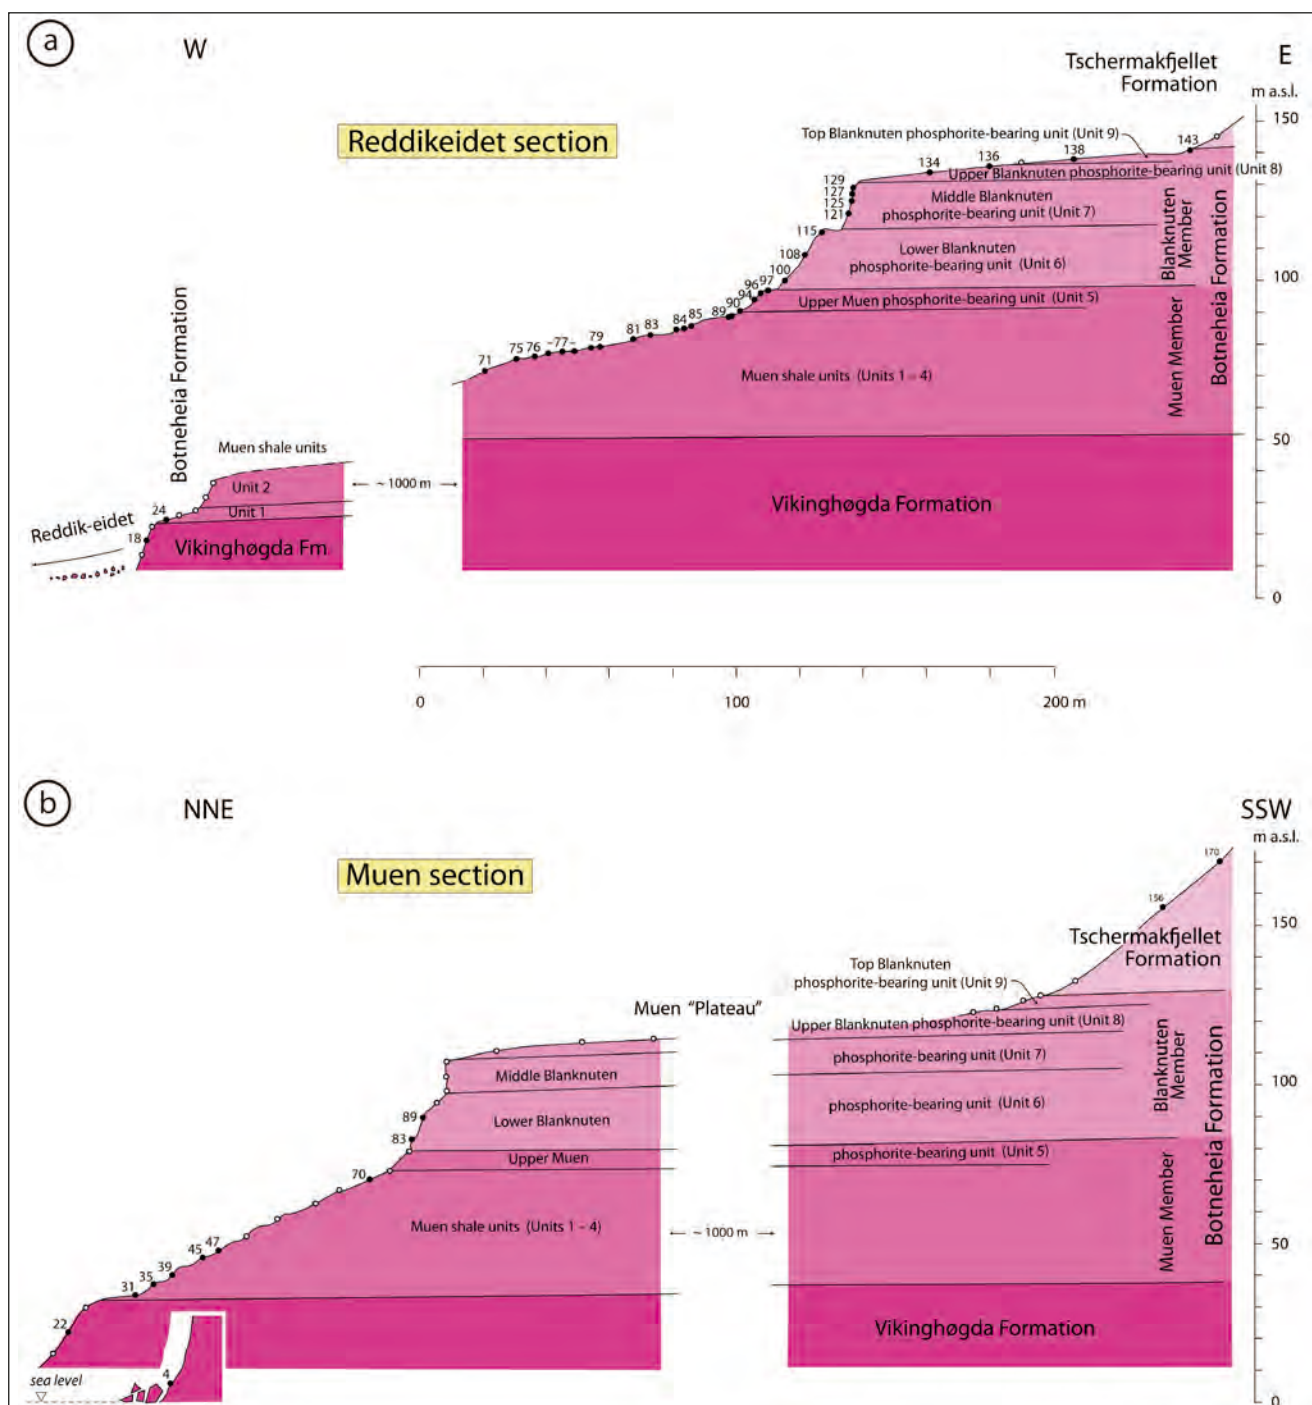 a
W
E
Tschermakfjellet
Formation
m a.s.l.
Reddikeidet section
Top Blanknuten phosphorite-bearing unit (Unit 9)
138
143
150
134
136
Upper Blanknuten phosphorite-bearing unit (Unit 8)
129
127
125
121
Middle Blanknuten
phosphorite-bearing unit (Unit 7)
115
108
Lower Blanknuten
phosphorite-bearing unit (Unit 6)
Blanknuten
Member
Botneheia Formation
100
100
97
96
94
90
89
Upper Muen phosphorite-bearing unit (Unit 5)
85
84
83
81
79
-77-
76
75
71
Muen shale units (Units 1 – 4)
Muen Member
Botneheia Formation
Muen shale units
50
Unit 2
~ 1000 m
24
Unit 1
Vikinghøgda Formation
Reddik-eidet
18
Vikinghøgda Fm.
0
0
100
200 m
b
NNE
SSW
m a.s.l.
Muen section
170
156
150
Tschermakfjellet
Formation
Top Blanknuten
phosphorite-bearing unit (Unit 9)
Muen "Plateau"
Upper Blanknuten phosphorite-bearing unit (Unit 8)
Middle Blanknuten
phosphorite-bearing unit (Unit 7)
Blanknuten
Member
100
89
Lower Blanknuten
phosphorite-bearing unit (Unit 6)
83
Upper Muen
phosphorite-bearing unit (Unit 5)
Botneheia Formation
70
Muen shale units (Units 1 – 4)
~ 1000 m
Muen Member
50
47
45
39
35
31
22
Vikinghøgda Formation
sea level
4
0